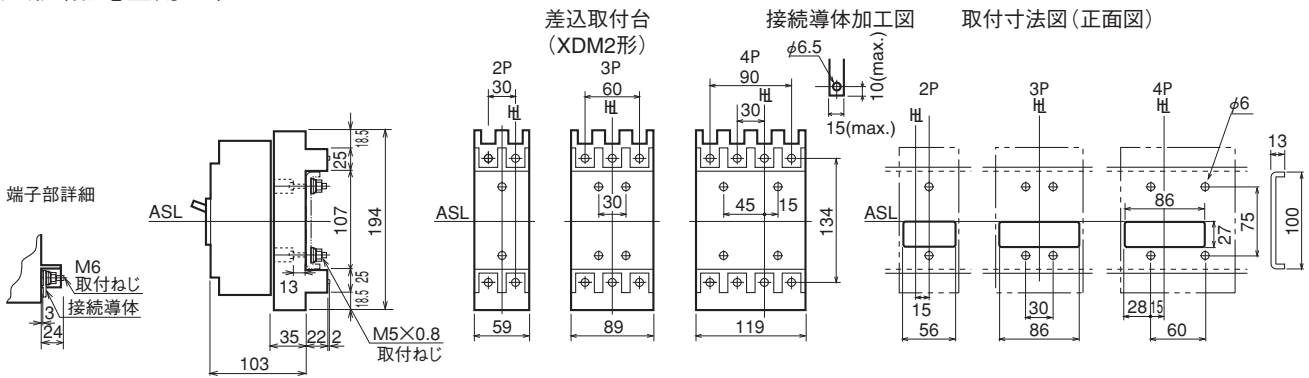 差込取付台
(XDM2形)
接続導体加工図
取付寸法図(正面図)
φ6.5
10(max.)
15(max.)
2P
30
3P
60
4P
90
30
2P
3P
4P
φ6
13
18.5
25
107
194
25
18.5
端子部詳細
ASL
M6
取付ねじ
接続導体
3
24
13
35
22
2
103
M5×0.8
取付ねじ
ASL
30
45
15
134
59
89
119
ASL
86
27
75
100
15
56
30
86
28
15
60